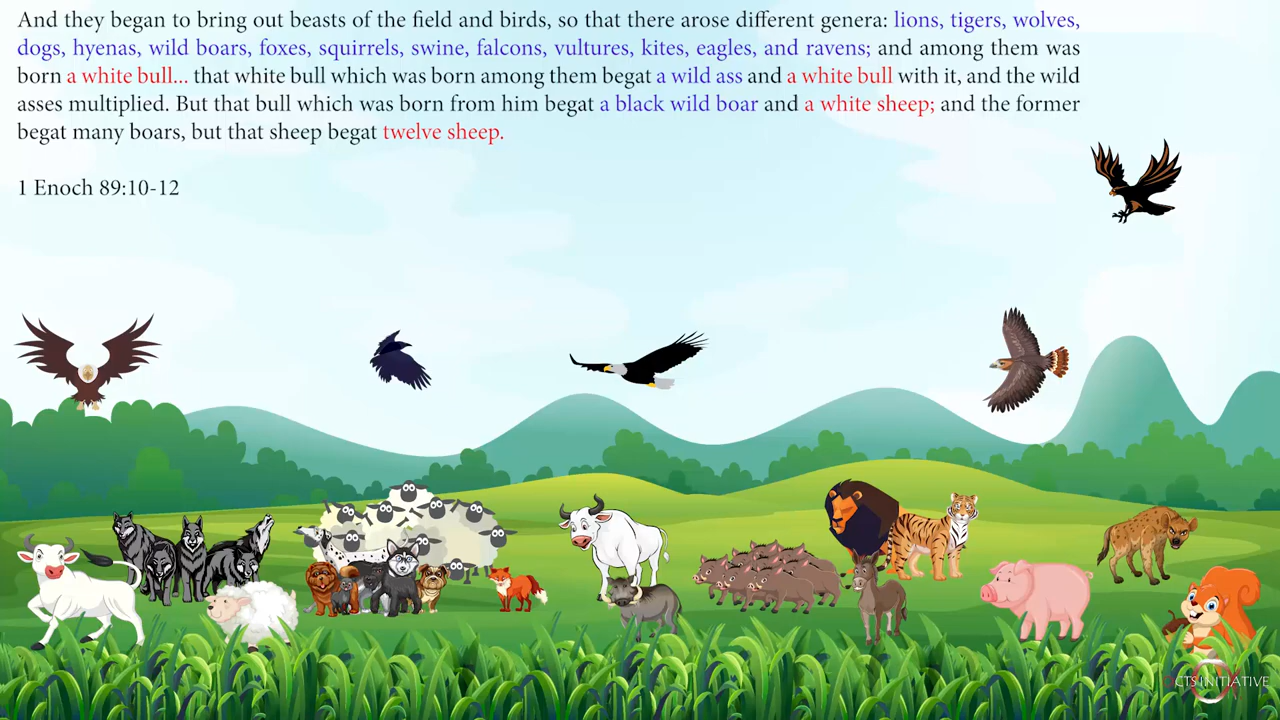 And they began to bring out beasts of the field and birds, so that there arose different genera: lions, tigers, wolves,
dogs, hyenas, wild boars, foxes, squirrels, swine, falcons, vultures, kites, eagles, and ravens; and among them was
born a white bull... that white bull which was born among them begat a wild ass and a white bull with it, and the wild
asses multiplied. But that bull which was born from him begat a black wild boar and a white sheep; and the former
begat many boars, but that sheep begat twelve sheep.
1 Enoch 89:10-12
CTS INITIATIVE